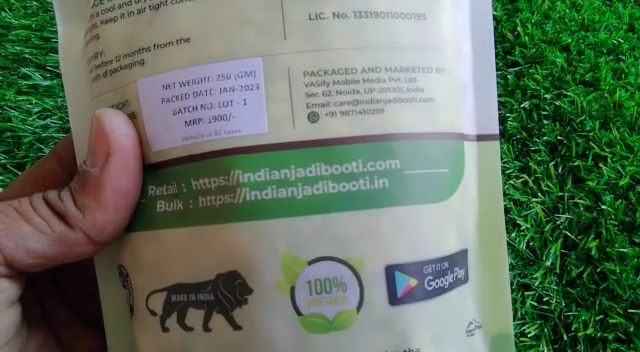 in a cool and dry
Keep it in air tight
before 12 months from the
of packaging.
NET WEIGHT: 250 (GM)
PACKED DATE: JAN-2023
BATCH NO: LOT - 1
MRP: 1900/-
LIC. No. 13319011000193
PACKAGED AND MARKETED BY
VASify Mobile Media Pvt. Ltd.
Sec 62, Noida, UP-201301, India
Email: care@indianjadibooti.com
+91 9871410259
Retail : https://indianjadibooti.com
Bulk : https://indianjadibooti.in
MAKE IN INDIA
100%
VEGETARIAN
GET IT ON
Google Play